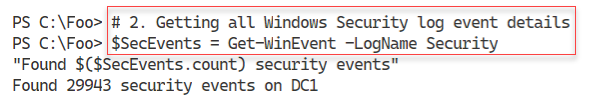 PS C:\Foo> # 2. Getting all Windows Security log event details
PS C:\Foo> $SecEvents = Get-WinEvent -LogName Security
"Found $($SecEvents.count) security events"
Found 29943 security events on DC1